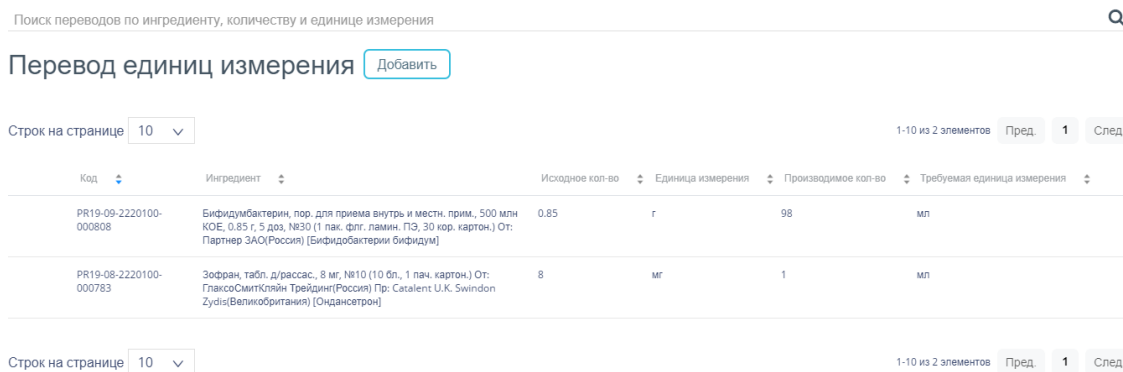 Поиск переводов по ингредиенту, количеству и единице измерения
Перевод единиц измерения Добавить
Строк на странице 10 1-10 из 2 элементов Пред. 1 След
Код Ингредиент Исходное кол-во Единица измерения Производимое кол-во Требуемая единица измерения
PR19-09-2220100- Бифидумбактерин, пор. для приема внутрь и местн. прим., 500 млн 0.85 г 98 мл
000808 КОЕ, 0.85 г, 5 доз, №30 (1 пак. флг. ламин. ПЭ, 30 кор. картон.) От:
Партнер ЗАО(Россия) [Бифидобактерии бифидум]
PR19-08-2220100- Зофран, табл. д/рассас., 8 мг, №10 (10 бл., 1 пач. картон.) От: 8 мг 1 мл
000783 ГлаксоСмитКляйн Трейдинг(Россия) Пр: Catalent U.K. Swindon
Zydis(Великобритания) [Ондансетрон]
Строк на странице 10 1-10 из 2 элементов Пред. 1 След